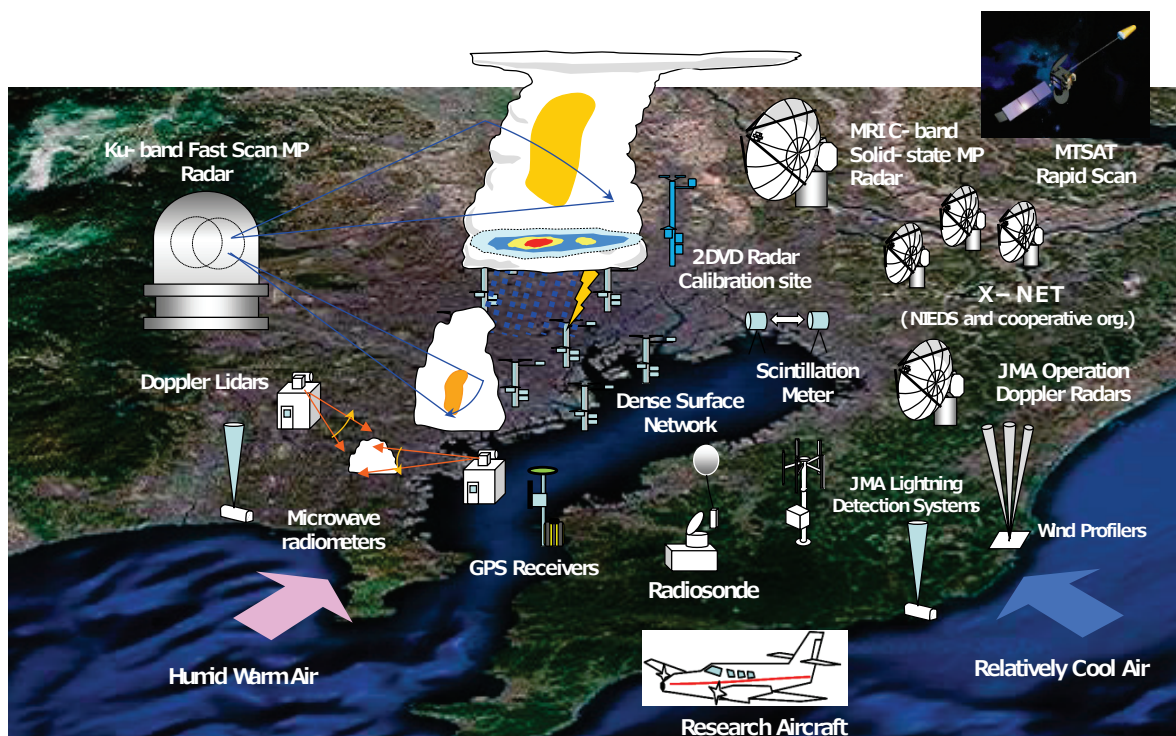 Ku-band Fast Scan MP
Radar
MRI C-band
Solid-state MP
Radar
MTSAT
Rapid Scan
2DVD Radar
Calibration site
X-NET
(NIEDS and cooperative org.)
Doppler Lidars
Scintillation
Meter
JMA Operation
Doppler Radars
Dense Surface
Network
Microwave
radiometers
GPS Receivers
Radiosonde
JMA Lightning
Detection Systems
Wind Profilers
Humid Warm Air
Relatively Cool Air
Research Aircraft